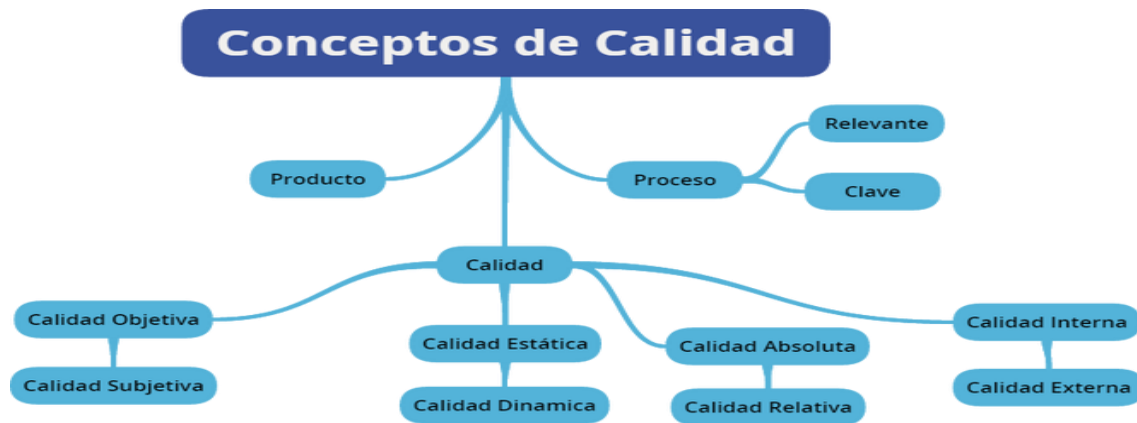 Conceptos de Calidad
Relevante
Producto
Proceso
Clave
Calidad
Calidad Objetiva
Calidad Interna
Calidad Estática
Calidad Absoluta
Calidad Subjetiva
Calidad Externa
Calidad Dinamica
Calidad Relativa